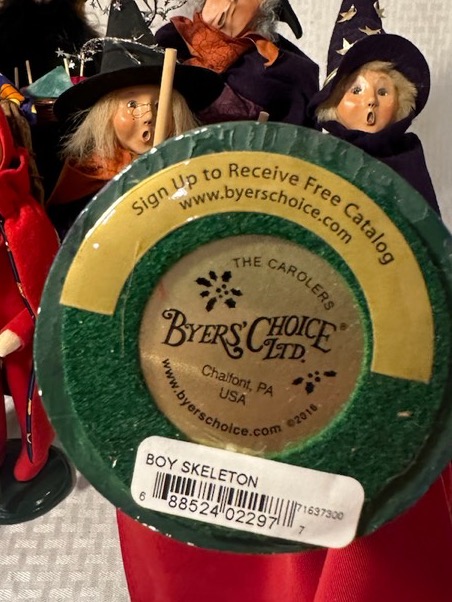 Sign Up to Receive Free Catalog
www.byerschoice.com
THE CAROLERS
BYERS' CHOICE®
LTD.
Chalfont, PA
USA
www.byerschoice.com ©2016
BOY SKELETON
71637300
6 88524 02297 7